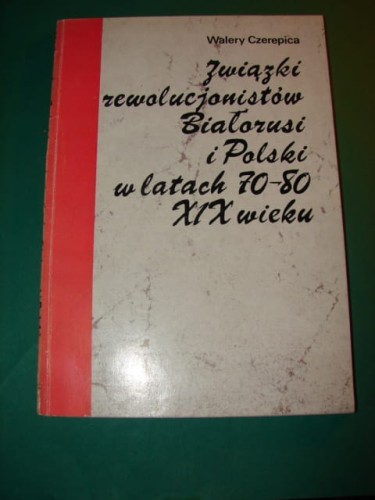 Walery Czerepica
Związki
rewolucjonistów
Białorusi
i Polski
w latach 70-80
XIX wieku